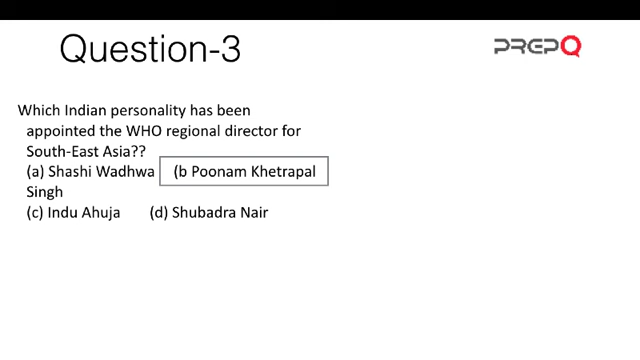 Question-3
PREPQ
Which Indian personality has been
appointed the WHO regional director for
South-East Asia??
(a) Shashi Wadhwa (b Poonam Khetrapal
Singh
(c) Indu Ahuja (d) Shubadra Nair